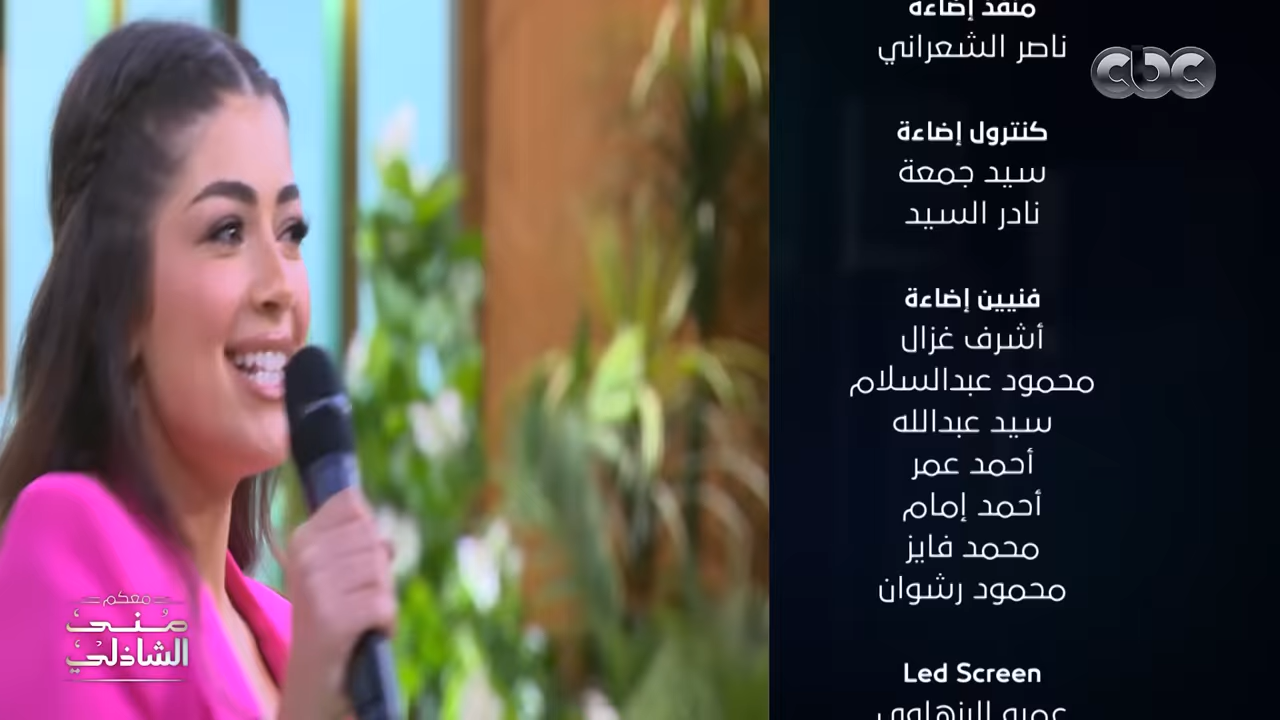 منفذ إضاءة
ناصر الشعراني
cbc
كنترول إضاءة
سيد جمعة
نادر السيد
فنيين إضاءة
أشرف غزال
محمود عبدالسلام
سيد عبدالله
أحمد عمر
أحمد إمام
محمد فايز
محمود رشوان
Led Screen
معكم
منى
الشاذلي